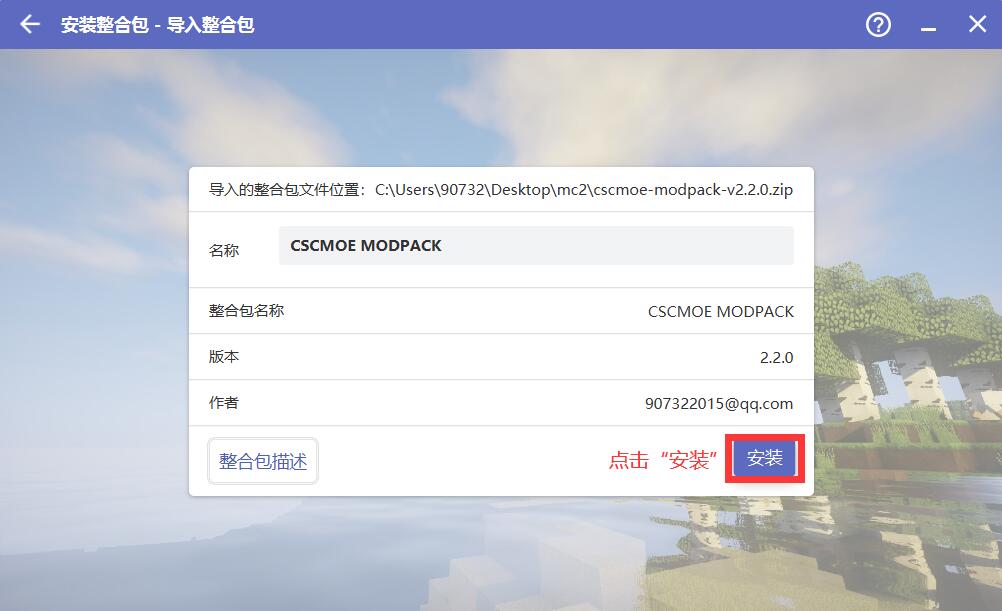 安装整合包 - 导入整合包
导入的整合包文件位置：C:\Users\90732\Desktop\mc2\cscmoe-modpack-v2.2.0.zip
名称 CSCMOE MODPACK
整合包名称 CSCMOE MODPACK
版本 2.2.0
作者 907322015@qq.com
整合包描述 点击“安装” 安装